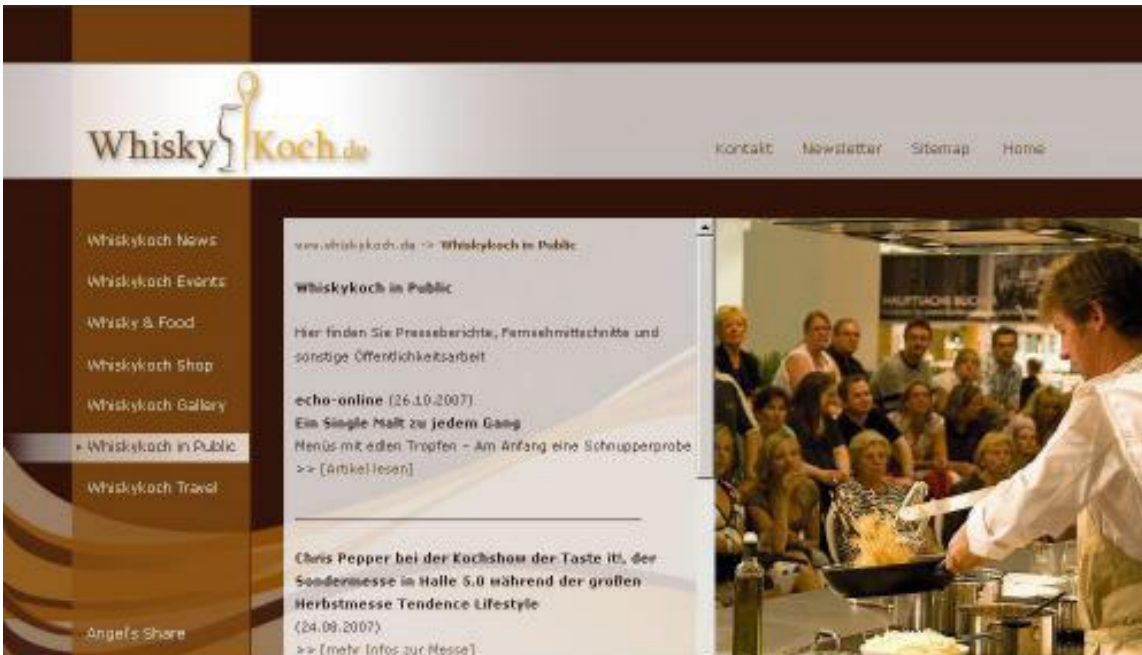 WhiskyKoch.de
Kontakt Newsletter Sitemap Home
Whiskykoch News
Whiskykoch Events
Whisky & Food
Whiskykoch Shop
Whiskykoch Gallery
Whiskykoch in Public
Whiskykoch Travel
Angel's Share
www.whiskykoch.de -> Whiskykoch in Public
Whiskykoch in Public
Hier finden Sie Presseberichte, Fernsehmitschnitte und
sonstige Öffentlichkeitsarbeit
echo-online (26.10.2007)
Ein Single Malt zu jedem Gang
Menüs mit edlen Tropfen – Am Anfang eine Schnupperprobe
>> [Artikel lesen]
Chris Pepper bei der Kochshow der Taste it!, der
Sondermesse in Halle 5.0 während der großen
Herbstmesse Tendence Lifestyle
(24.08.2007)
>> [mehr Infos zur Messe]
HAUPTSACHE BÜCHER